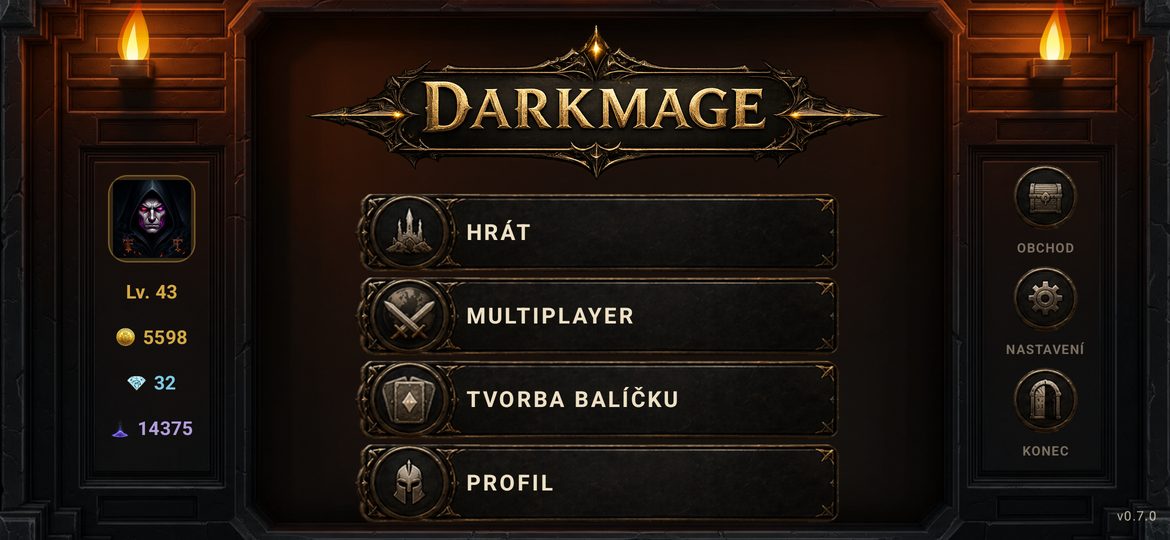 DARKMAGE
Lv. 43
5598
32
14375
HRÁT
MULTIPLAYER
TVORBA BALÍČKU
PROFIL
OBCHOD
NASTAVENÍ
KONEC
v0.7.0